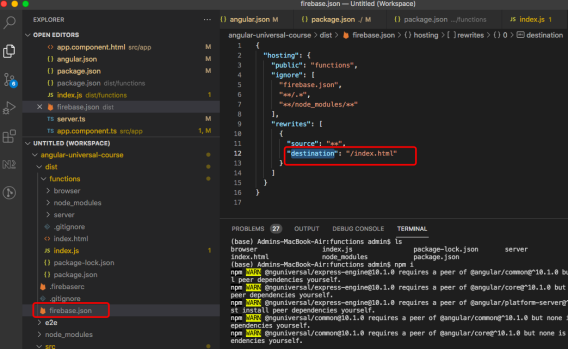 firebase.json — Untitled (Workspace)
EXPLORER
OPEN EDITORS
app.component.html src/app M
angular.json M
package.json M
package.json dist/functions
index.js dist/functions 1
firebase.json dist
TS server.ts M
TS app.component.ts src/app 1, M
UNTITLED (WORKSPACE)
angular-universal-course
dist
functions
browser
node_modules
server
.gitignore
index.html
index.js 1
package-lock.json
package.json
.firebaserc
.gitignore
firebase.json
e2e
node_modules
src
angular.json M
package.json ./ M
package.json .../functions
index.js 1
angular-universal-course > dist > firebase.json > {} hosting > [ ] rewrites > {} 0 > destination
1 {
2 "hosting": {
3 "public": "functions",
4 "ignore": [
5 "firebase.json",
6 "**/.*",
7 "**/node_modules/**"
8 ],
9 "rewrites": [
10 {
11 "source": "**",
12 "destination": "/index.html"
13 }
14 ]
15 }
16 }
17
PROBLEMS 27 OUTPUT DEBUG CONSOLE TERMINAL
(base) Admins-MacBook-Air:functions admin$ ls
browser index.js package-lock.json server
index.html node_modules package.json
(base) Admins-MacBook-Air:functions admin$ npm i
npm WARN @nguniversal/express-engine@10.1.0 requires a peer of @angular/common@^10.1.0 bu
l peer dependencies yourself.
npm WARN @nguniversal/express-engine@10.1.0 requires a peer of @angular/core@^10.1.0 but
peer dependencies yourself.
npm WARN @nguniversal/express-engine@10.1.0 requires a peer of @angular/platform-server@^
st install peer dependencies yourself.
npm WARN @nguniversal/common@10.1.0 requires a peer of @angular/common@^10.1.0 but none i
ependencies yourself.
npm WARN @nguniversal/common@10.1.0 requires a peer of @angular/core@^10.1.0 but none is
endencies yourself.